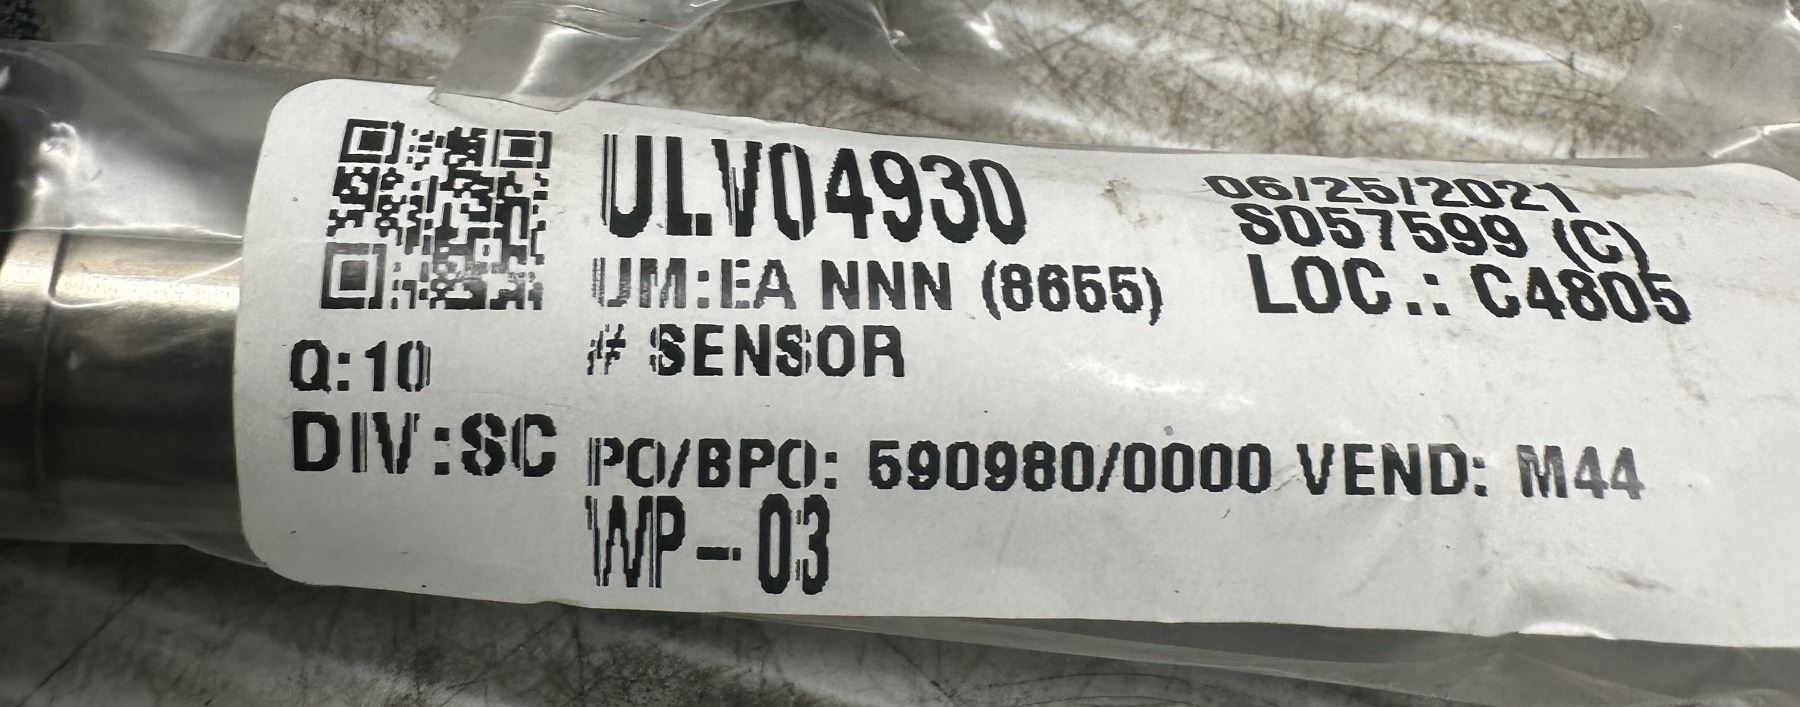 ULV04930
06/25/2021
S057599 (C)
UM:EA NNN (8655)
LOC.: C4805
# SENSOR
Q:10
DIV:SC
PO/BPO: 590980/0000 VEND: M44
WP-03